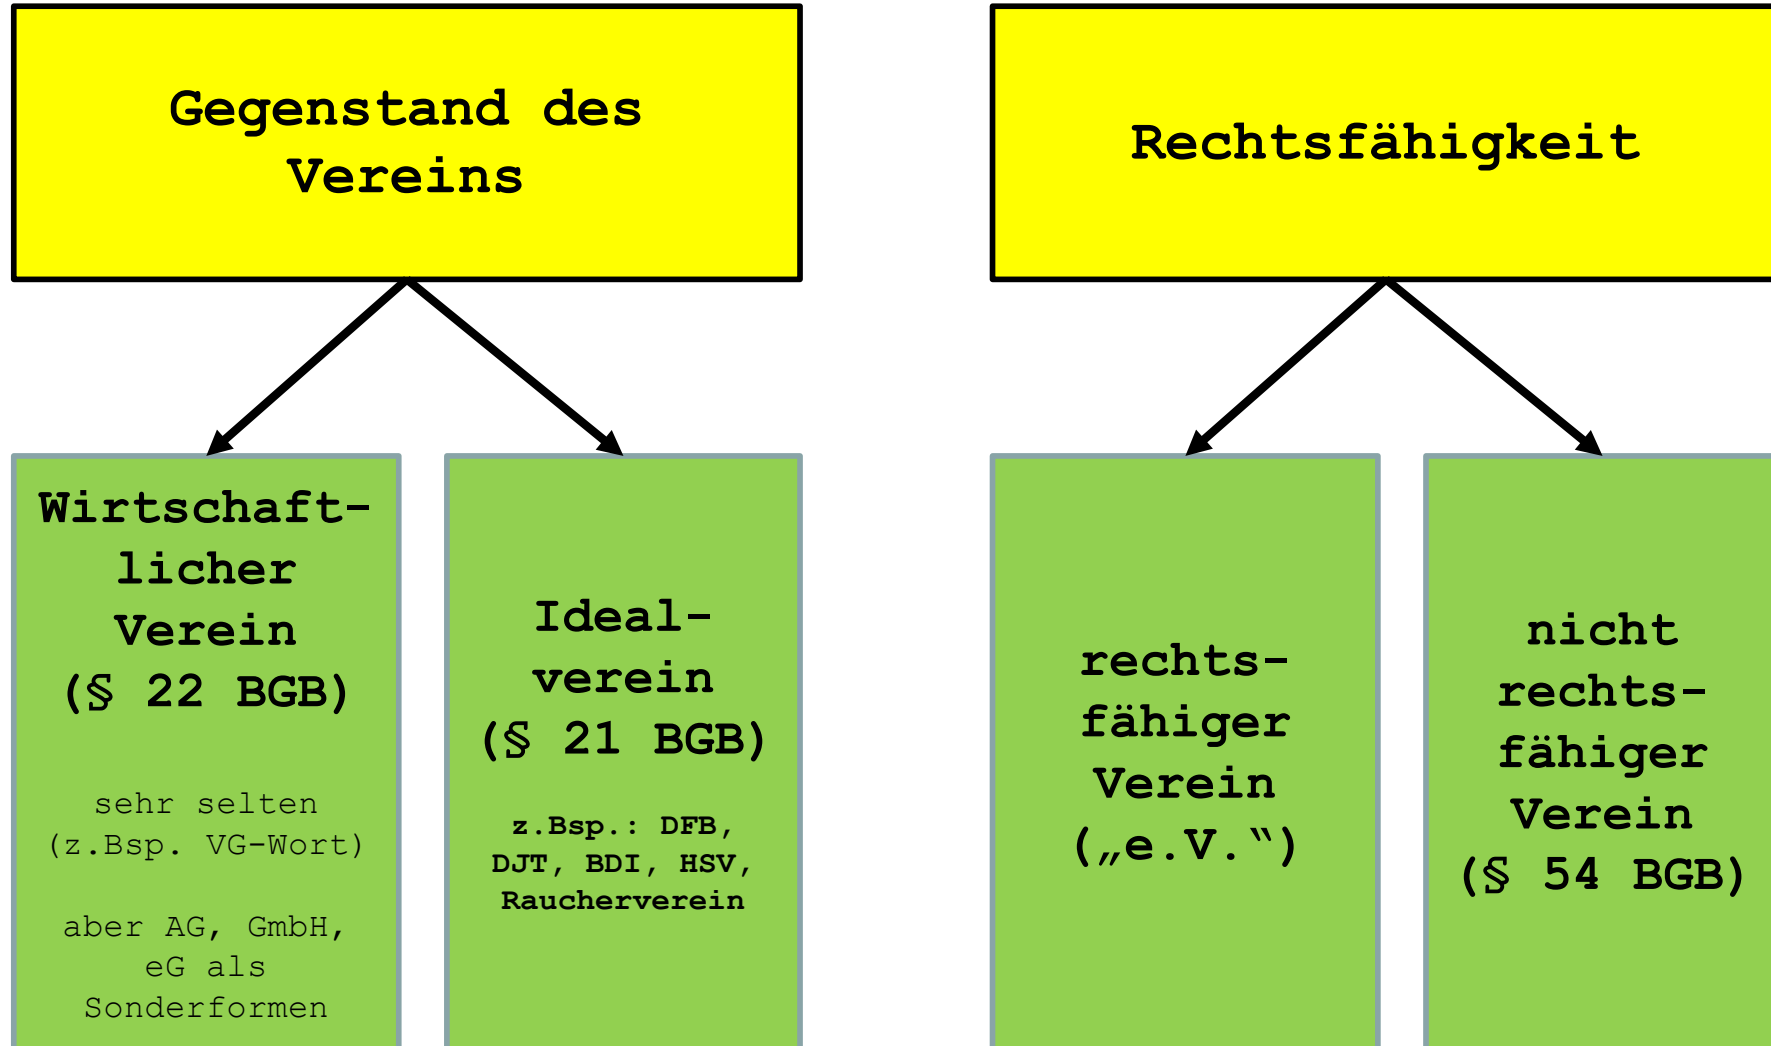 Gegenstand des
Vereins
Rechtsfähigkeit
Wirtschaft-
licher
Verein
(§ 22 BGB)
sehr selten
(z.Bsp. VG-Wort)
aber AG, GmbH,
eG als
Sonderformen
Ideal-
verein
(§ 21 BGB)
z.Bsp.: DFB,
DJT, BDI, HSV,
Raucherverein
rechts-
fähiger
Verein
(„e.V.“)
nicht
rechts-
fähiger
Verein
(§ 54 BGB)